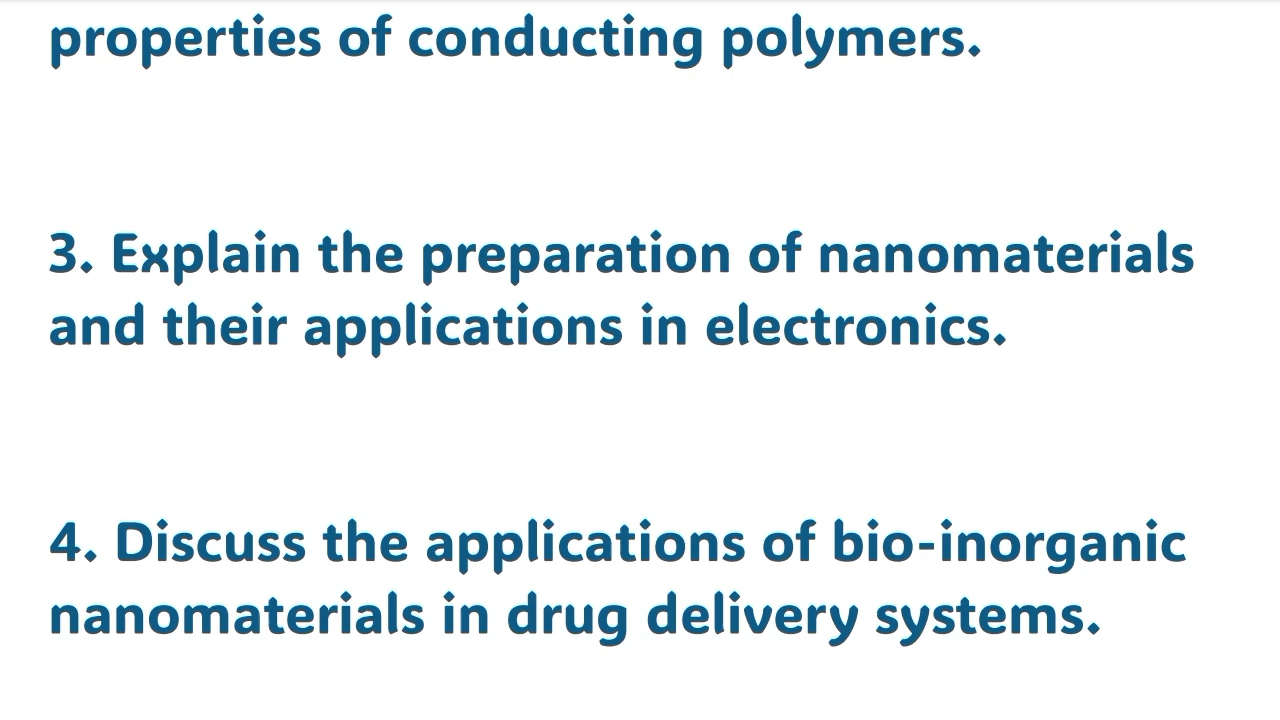 properties of conducting polymers.
3. Explain the preparation of nanomaterials
and their applications in electronics.
4. Discuss the applications of bio-inorganic
nanomaterials in drug delivery systems.